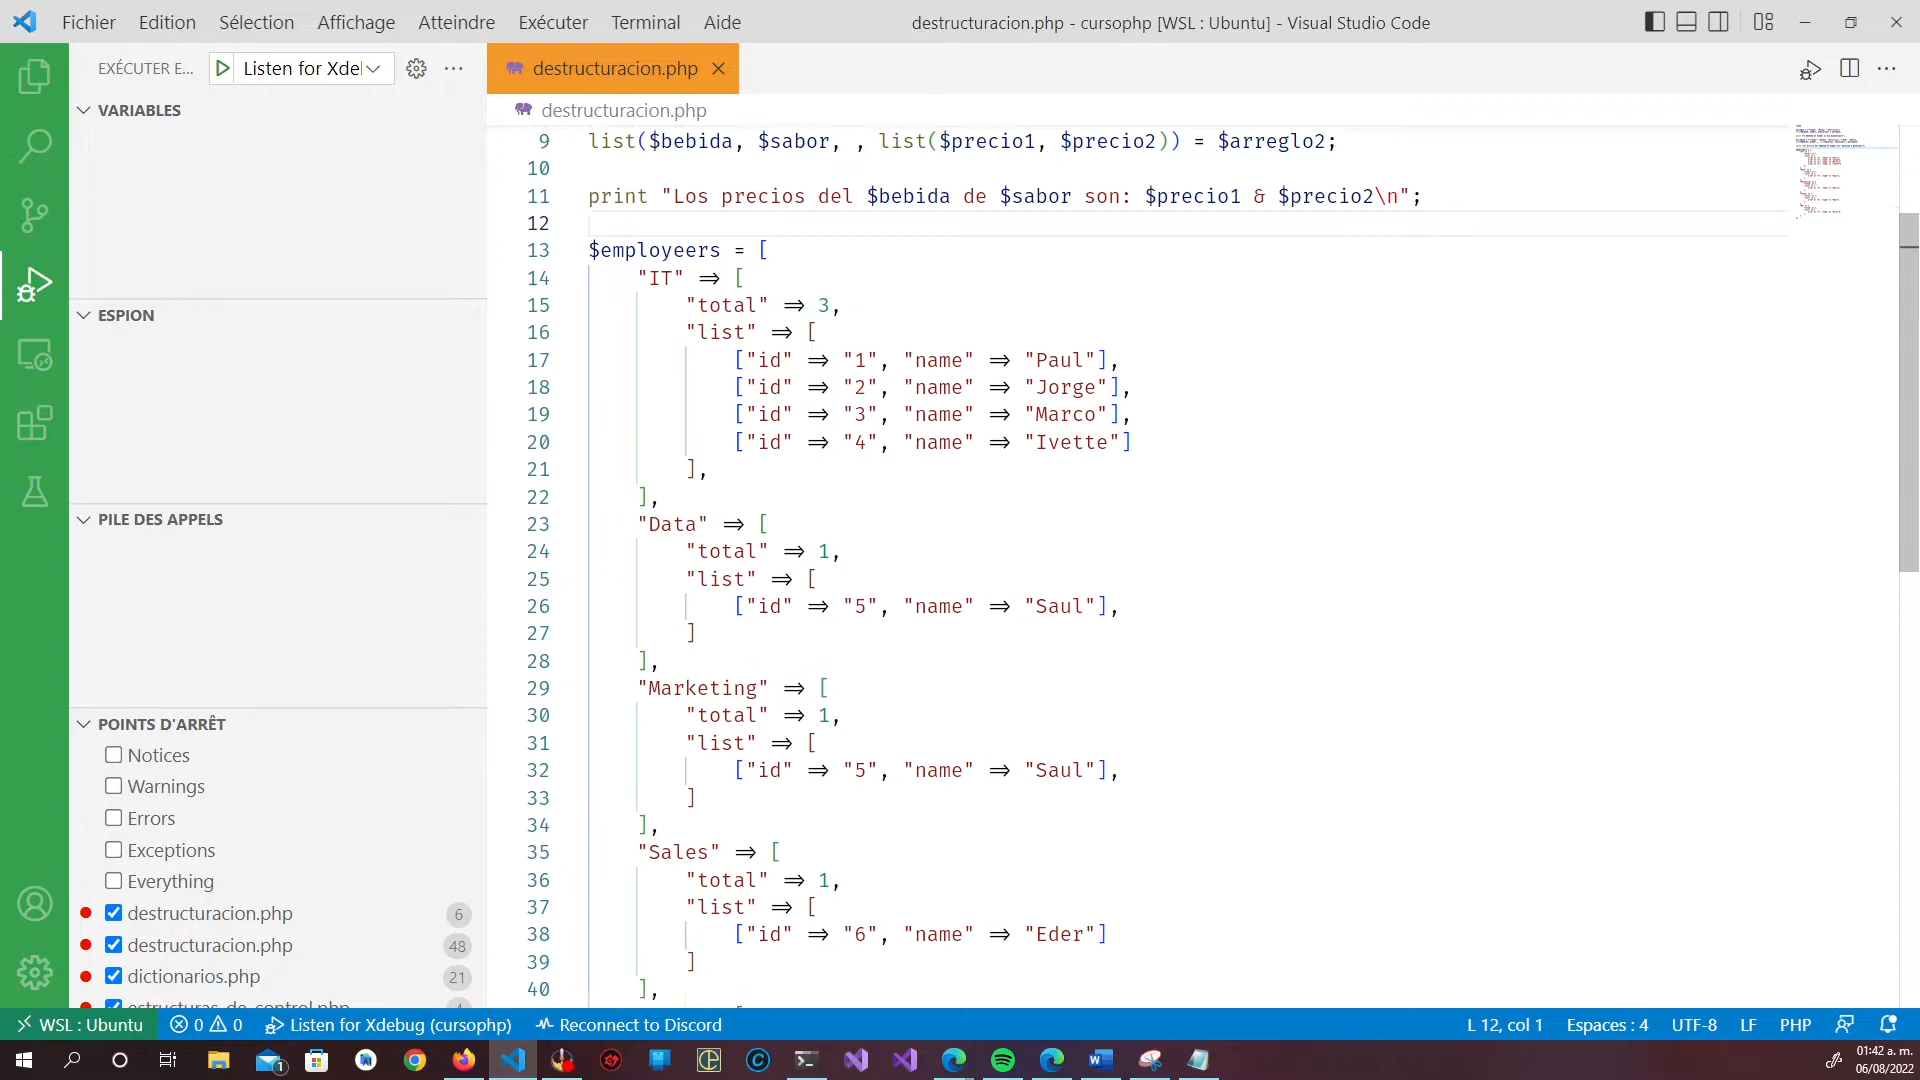 Fichier Edition Sélection Affichage Atteindre Exécuter Terminal Aide
destructuracion.php - cursophp [WSL : Ubuntu] - Visual Studio Code
EXÉCUTER E... Listen for Xdel
destructuracion.php
destructuracion.php
VARIABLES
ESPION
PILE DES APPELS
POINTS D'ARRÊT
Notices
Warnings
Errors
Exceptions
Everything
destructuracion.php 6
destructuracion.php 48
dictionarios.php 21
estructuras_de_control.php
9 list($bebida, $sabor, , list($precio1, $precio2)) = $arreglo2;
10
11 print "Los precios del $bebida de $sabor son: $precio1 & $precio2\n";
12
13 $employeers = [
14 "IT" => [
15 "total" => 3,
16 "list" => [
17 ["id" => "1", "name" => "Paul"],
18 ["id" => "2", "name" => "Jorge"],
19 ["id" => "3", "name" => "Marco"],
20 ["id" => "4", "name" => "Ivette"]
21 ],
22 ],
23 "Data" => [
24 "total" => 1,
25 "list" => [
26 ["id" => "5", "name" => "Saul"],
27 ]
28 ],
29 "Marketing" => [
30 "total" => 1,
31 "list" => [
32 ["id" => "5", "name" => "Saul"],
33 ]
34 ],
35 "Sales" => [
36 "total" => 1,
37 "list" => [
38 ["id" => "6", "name" => "Eder"]
39 ]
40 ],
WSL : Ubuntu 0 0 Listen for Xdebug (cursophp) Reconnect to Discord
L 12, col 1 Espaces : 4 UTF-8 LF PHP
01:42 a. m.
06/08/2022